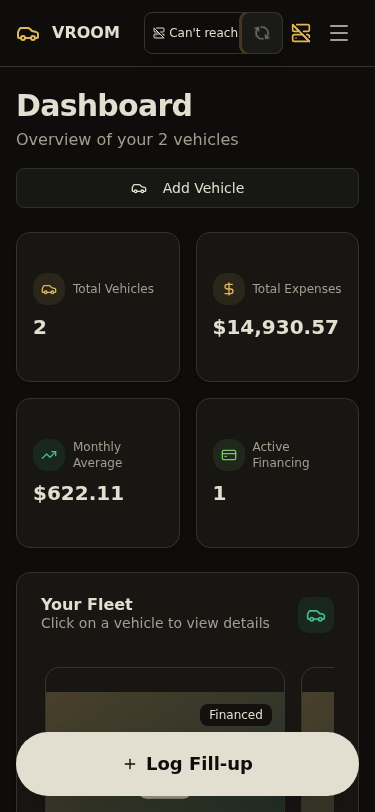 VROOM
Can't reach
Dashboard
Overview of your 2 vehicles
Add Vehicle
Total Vehicles
2
Total Expenses
$14,930.57
Monthly
Average
$622.11
Active
Financing
1
Your Fleet
Click on a vehicle to view details
Financed
+ Log Fill-up